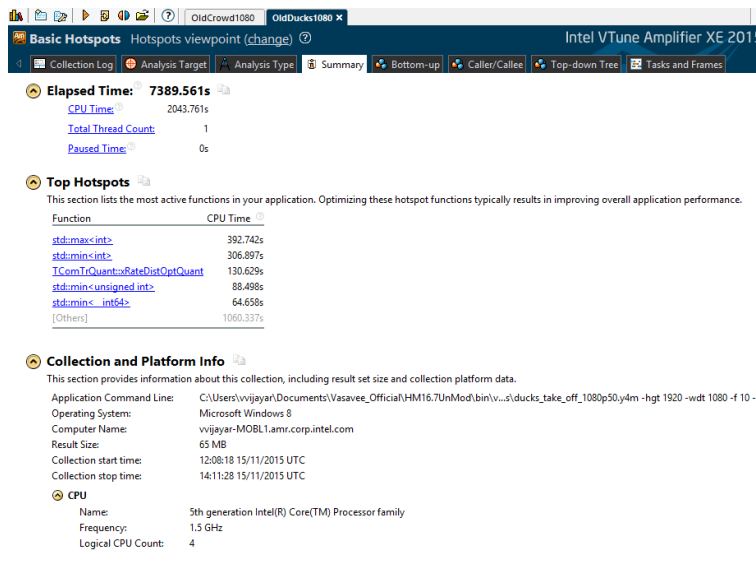 OldCrowd1080 OldDucks1080 ×
Basic Hotspots Hotspots viewpoint (change) Intel VTune Amplifier XE 2015
Collection Log Analysis Target Analysis Type Summary Bottom-up Caller/Callee Top-down Tree Tasks and Frames
Elapsed Time: 7389.561s
CPU Time: 2043.761s
Total Thread Count: 1
Paused Time: 0s
Top Hotspots
This section lists the most active functions in your application. Optimizing these hotspot functions typically results in improving overall application performance.
Function CPU Time
std::max<int> 392.742s
std::min<int> 306.897s
TComTrQuant::xRateDistOptQuant 130.629s
std::min<unsigned int> 88.498s
std::min<__int64> 64.658s
[Others] 1060.337s
Collection and Platform Info
This section provides information about this collection, including result set size and collection platform data.
Application Command Line: C:\Users\vvijayar\Documents\Vasavee_Official\HM16.7UnMod\bin\v...s\ducks_take_off_1080p50.y4m -hgt 1920 -wdt 1080 -f 10 -
Operating System: Microsoft Windows 8
Computer Name: vvijayar-MOBL1.amr.corp.intel.com
Result Size: 65 MB
Collection start time: 12:08:18 15/11/2015 UTC
Collection stop time: 14:11:28 15/11/2015 UTC
CPU
Name: 5th generation Intel(R) Core(TM) Processor family
Frequency: 1.5 GHz
Logical CPU Count: 4